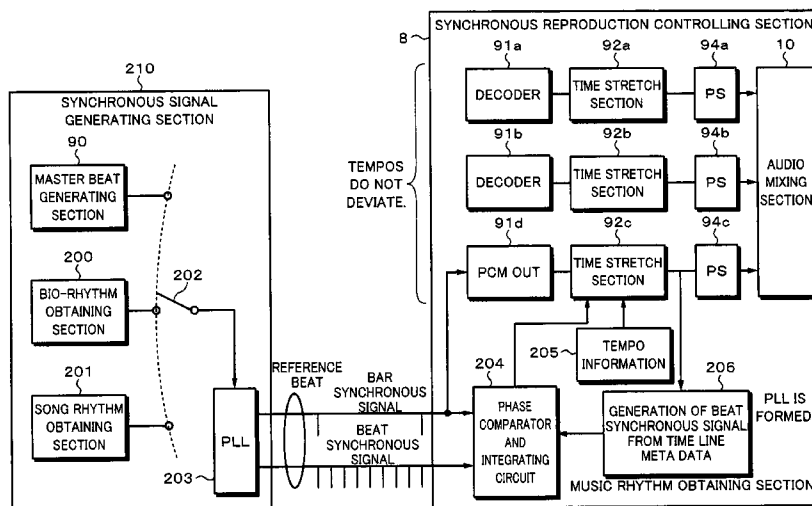 8
SYNCHRONOUS REPRODUCTION CONTROLLING SECTION
210
SYNCHRONOUS SIGNAL
GENERATING SECTION
90
MASTER BEAT
GENERATING
SECTION
200
BIO-RHYTHM
OBTAINING
SECTION
202
201
SONG RHYTHM
OBTAINING
SECTION
PLL
203
REFERENCE
BEAT
BAR
SYNCHRONOUS
SIGNAL
BEAT
SYNCHRONOUS
SIGNAL
TEMPOS
DO NOT
DEVIATE.
91a
DECODER
92a
TIME STRETCH
SECTION
94a
PS
10
AUDIO
MIXING
SECTION
91b
DECODER
92b
TIME STRETCH
SECTION
94b
PS
91d
PCM OUT
92c
TIME STRETCH
SECTION
94c
PS
205
TEMPO
INFORMATION
204
PHASE
COMPARATOR
AND
INTEGRATING
CIRCUIT
206
GENERATION OF BEAT
SYNCHRONOUS SIGNAL
FROM TIME LINE
META DATA
PLL IS
FORMED
MUSIC RHYTHM OBTAINING SECTION